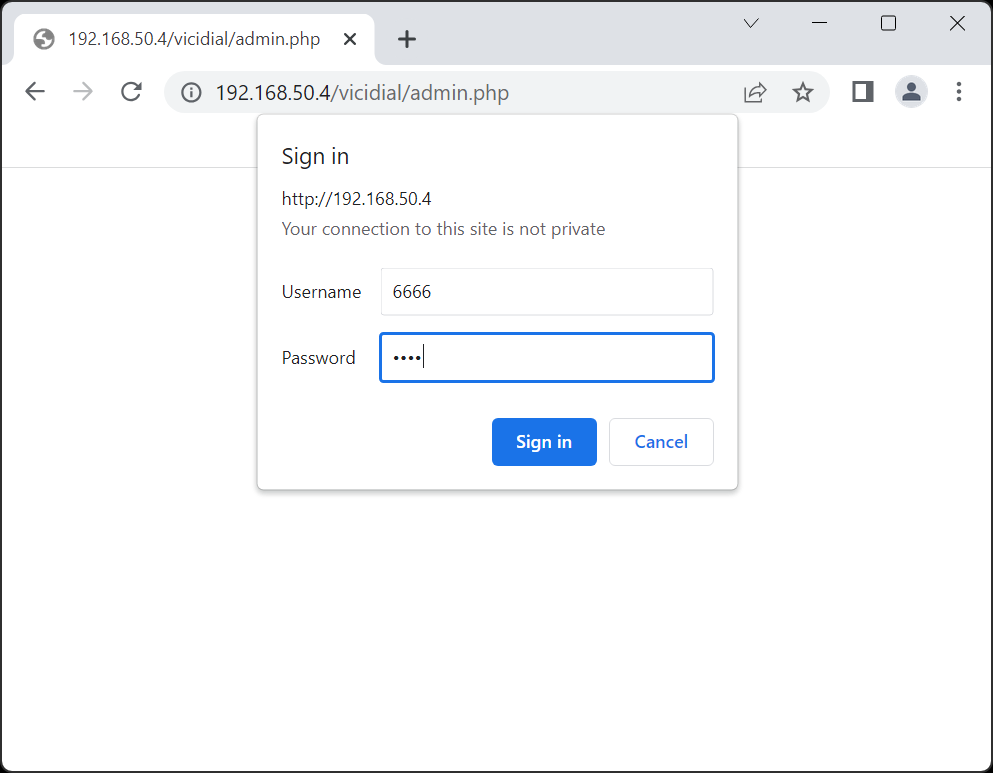 192.168.50.4/vicidial/admin.php
192.168.50.4/vicidial/admin.php
Sign in
http://192.168.50.4
Your connection to this site is not private
Username 6666
Password ••••
Sign in Cancel